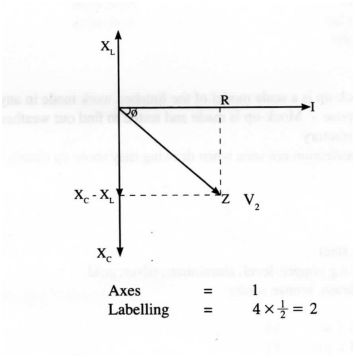 X_L
R
I
ϕ
X_C - X_L
Z V_2
X_C
Axes = 1
Labelling = 4 × 1/2 = 2